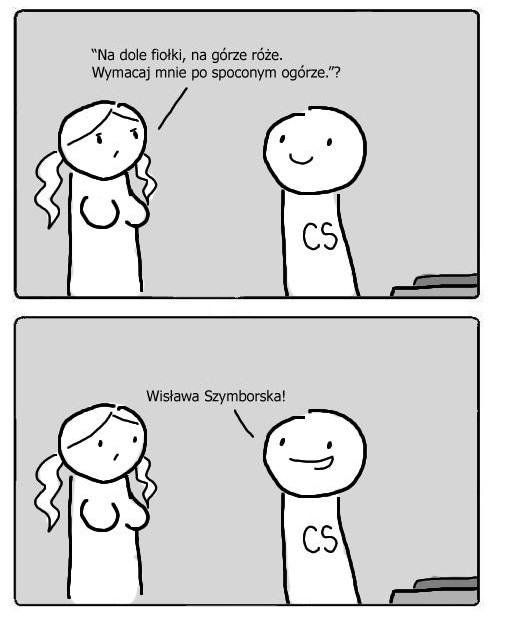 “Na dole fiołki, na górze róże.
Wymacaj mnie po spoconym ogórze.”?
CS
Wisława Szymborska!
CS